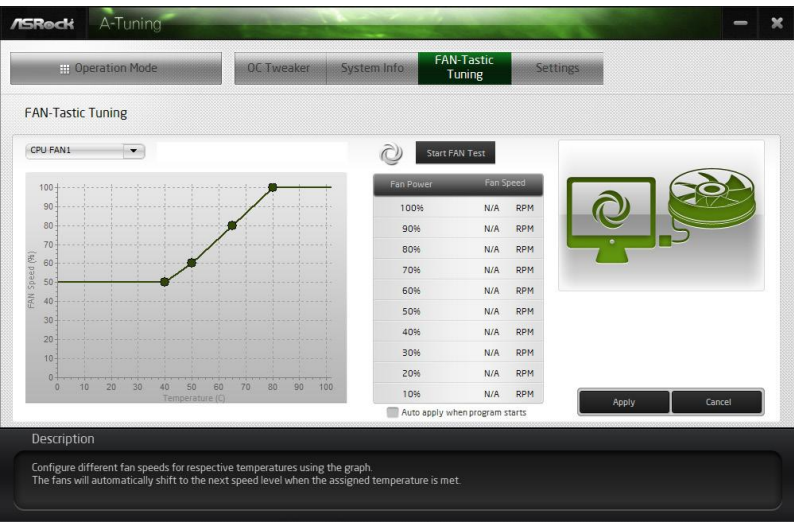 ASRock A-Tuning
Operation Mode
OC Tweaker
System Info
FAN-Tastic
Tuning
Settings
FAN-Tastic Tuning
CPU FAN1
Start FAN Test
Fan Power Fan Speed
100% N/A RPM
90% N/A RPM
80% N/A RPM
70% N/A RPM
60% N/A RPM
50% N/A RPM
40% N/A RPM
30% N/A RPM
20% N/A RPM
10% N/A RPM
Auto apply when program starts
FAN Speed (%)
100
90
80
70
60
50
40
30
20
10
0
0 10 20 30 40 50 60 70 80 90 100
Temperature (C)
Apply
Cancel
Description
Configure different fan speeds for respective temperatures using the graph.
The fans will automatically shift to the next speed level when the assigned temperature is met.